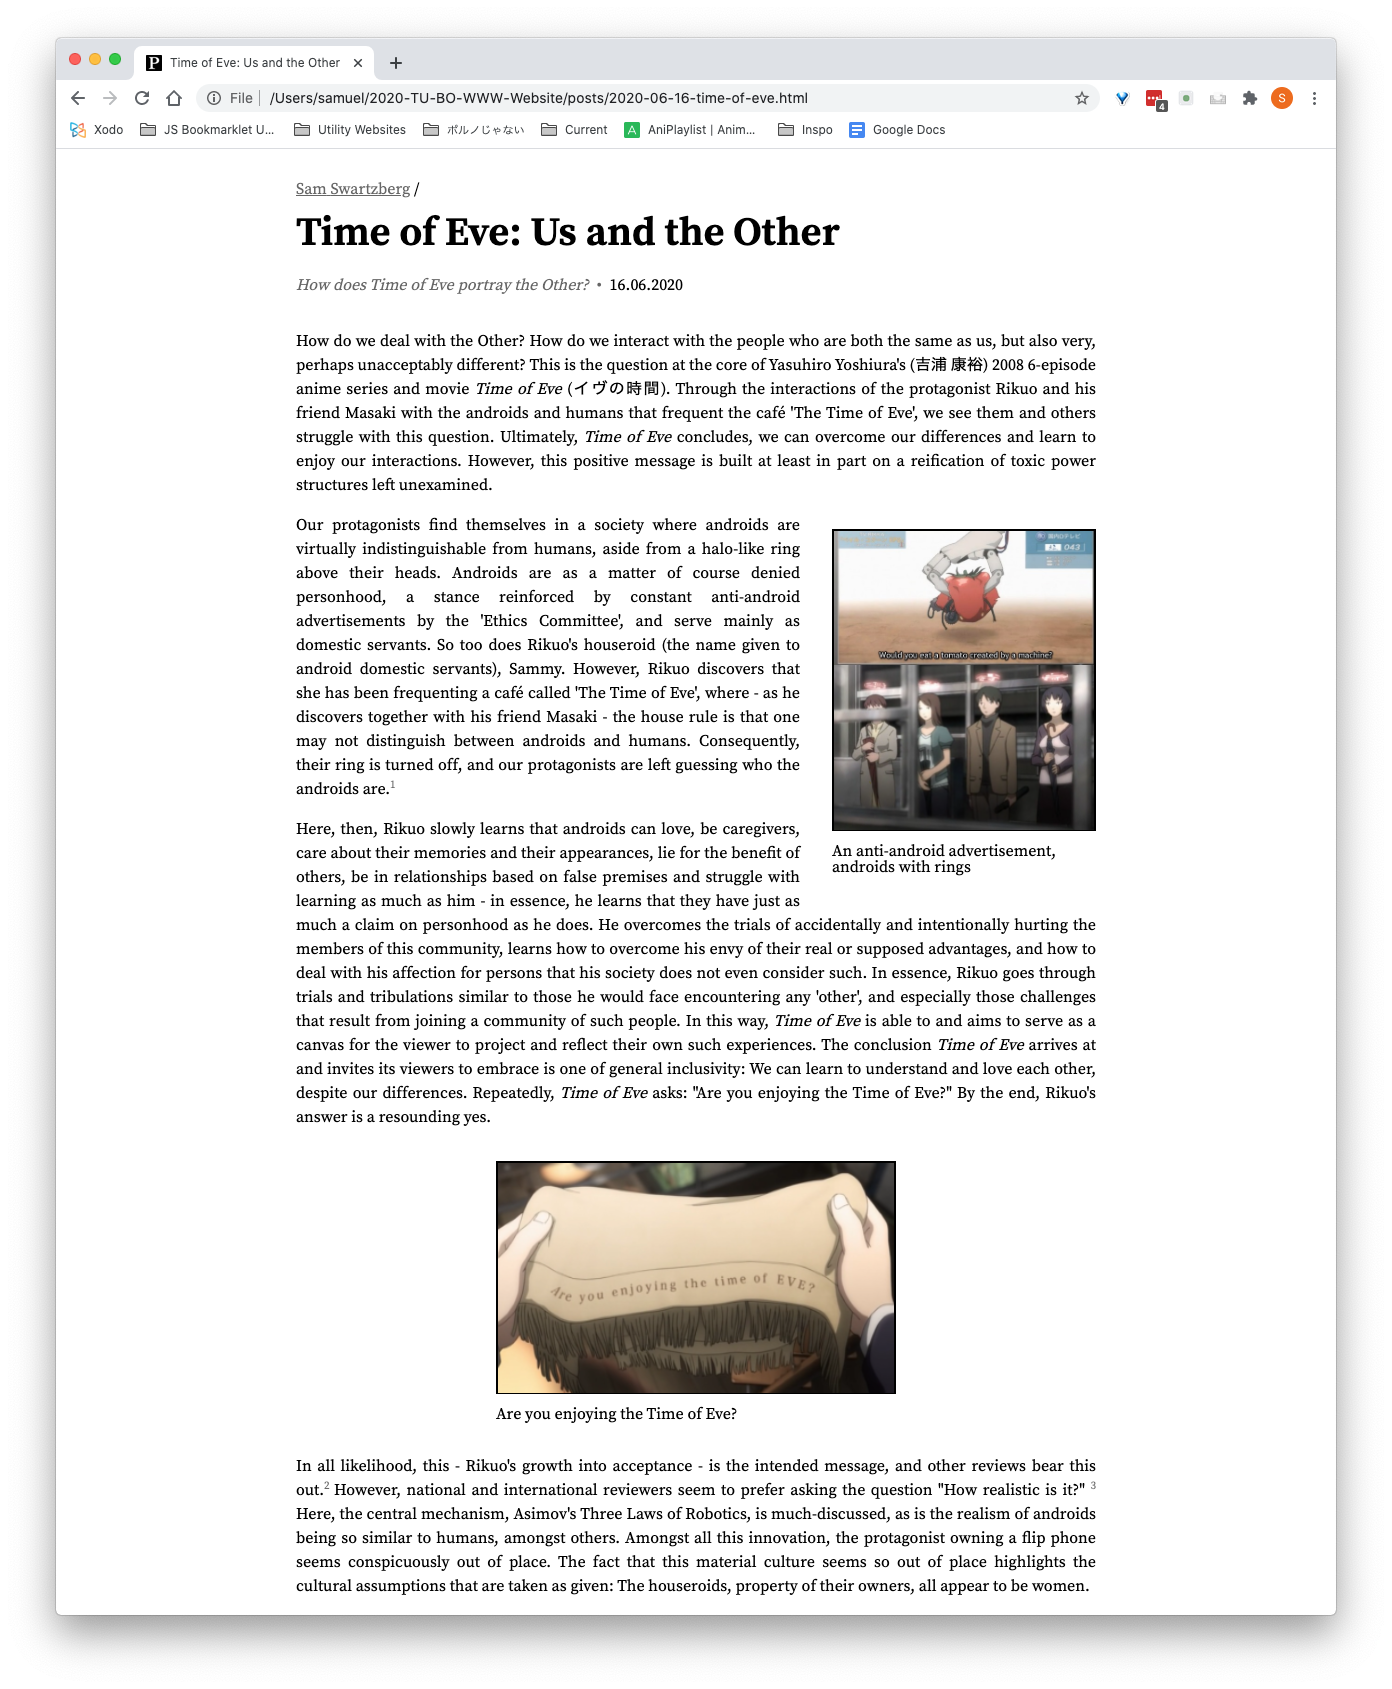 Time of Eve: Us and the Other
File
/Users/samuel/2020-TU-BO-WWW-Website/posts/2020-06-16-time-of-eve.html
4
S
Xodo
JS Bookmarklet U...
Utility Websites
ポルノじゃない
Current
AniPlaylist | Anim...
Inspo
Google Docs
Sam Swartzberg /
Time of Eve: Us and the Other
How does Time of Eve portray the Other? • 16.06.2020
How do we deal with the Other? How do we interact with the people who are both the same as us, but also very,
perhaps unacceptably different? This is the question at the core of Yasuhiro Yoshiura's (吉浦 康裕) 2008 6-episode
anime series and movie Time of Eve (イヴの時間). Through the interactions of the protagonist Rikuo and his
friend Masaki with the androids and humans that frequent the café 'The Time of Eve', we see them and others
struggle with this question. Ultimately, Time of Eve concludes, we can overcome our differences and learn to
enjoy our interactions. However, this positive message is built at least in part on a reification of toxic power
structures left unexamined.
Our protagonists find themselves in a society where androids are
virtually indistinguishable from humans, aside from a halo-like ring
above their heads. Androids are as a matter of course denied
personhood, a stance reinforced by constant anti-android
advertisements by the 'Ethics Committee', and serve mainly as
domestic servants. So too does Rikuo's houseroid (the name given to
android domestic servants), Sammy. However, Rikuo discovers that
she has been frequenting a café called 'The Time of Eve', where - as he
discovers together with his friend Masaki - the house rule is that one
may not distinguish between androids and humans. Consequently,
their ring is turned off, and our protagonists are left guessing who the
androids are.1
043
Would you eat a tomato created by a machine?
An anti-android advertisement,
androids with rings
Here, then, Rikuo slowly learns that androids can love, be caregivers,
care about their memories and their appearances, lie for the benefit of
others, be in relationships based on false premises and struggle with
learning as much as him - in essence, he learns that they have just as
much a claim on personhood as he does. He overcomes the trials of accidentally and intentionally hurting the
members of this community, learns how to overcome his envy of their real or supposed advantages, and how to
deal with his affection for persons that his society does not even consider such. In essence, Rikuo goes through
trials and tribulations similar to those he would face encountering any 'other', and especially those challenges
that result from joining a community of such people. In this way, Time of Eve is able to and aims to serve as a
canvas for the viewer to project and reflect their own such experiences. The conclusion Time of Eve arrives at
and invites its viewers to embrace is one of general inclusivity: We can learn to understand and love each other,
despite our differences. Repeatedly, Time of Eve asks: "Are you enjoying the Time of Eve?" By the end, Rikuo's
answer is a resounding yes.
Are you enjoying the time of EVE?
Are you enjoying the Time of Eve?
In all likelihood, this - Rikuo's growth into acceptance - is the intended message, and other reviews bear this
out.2 However, national and international reviewers seem to prefer asking the question "How realistic is it?" 3
Here, the central mechanism, Asimov's Three Laws of Robotics, is much-discussed, as is the realism of androids
being so similar to humans, amongst others. Amongst all this innovation, the protagonist owning a flip phone
seems conspicuously out of place. The fact that this material culture seems so out of place highlights the
cultural assumptions that are taken as given: The houseroids, property of their owners, all appear to be women.